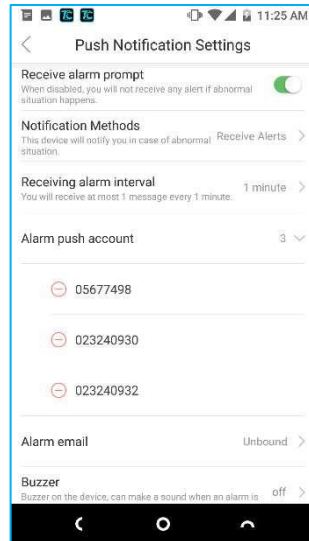 11:25 AM
Push Notification Settings
Receive alarm prompt
When disabled, you will not receive any alert if abnormal
situation happens.
Notification Methods
This device will notify you in case of abnormal
situation.
Receive Alerts
Receiving alarm interval
You will receive at most 1 message every 1 minute.
1 minute
Alarm push account
3
05677498
023240930
023240932
Alarm email
Unbound
Buzzer
Buzzer on the device, can make a sound when an alarm is
off